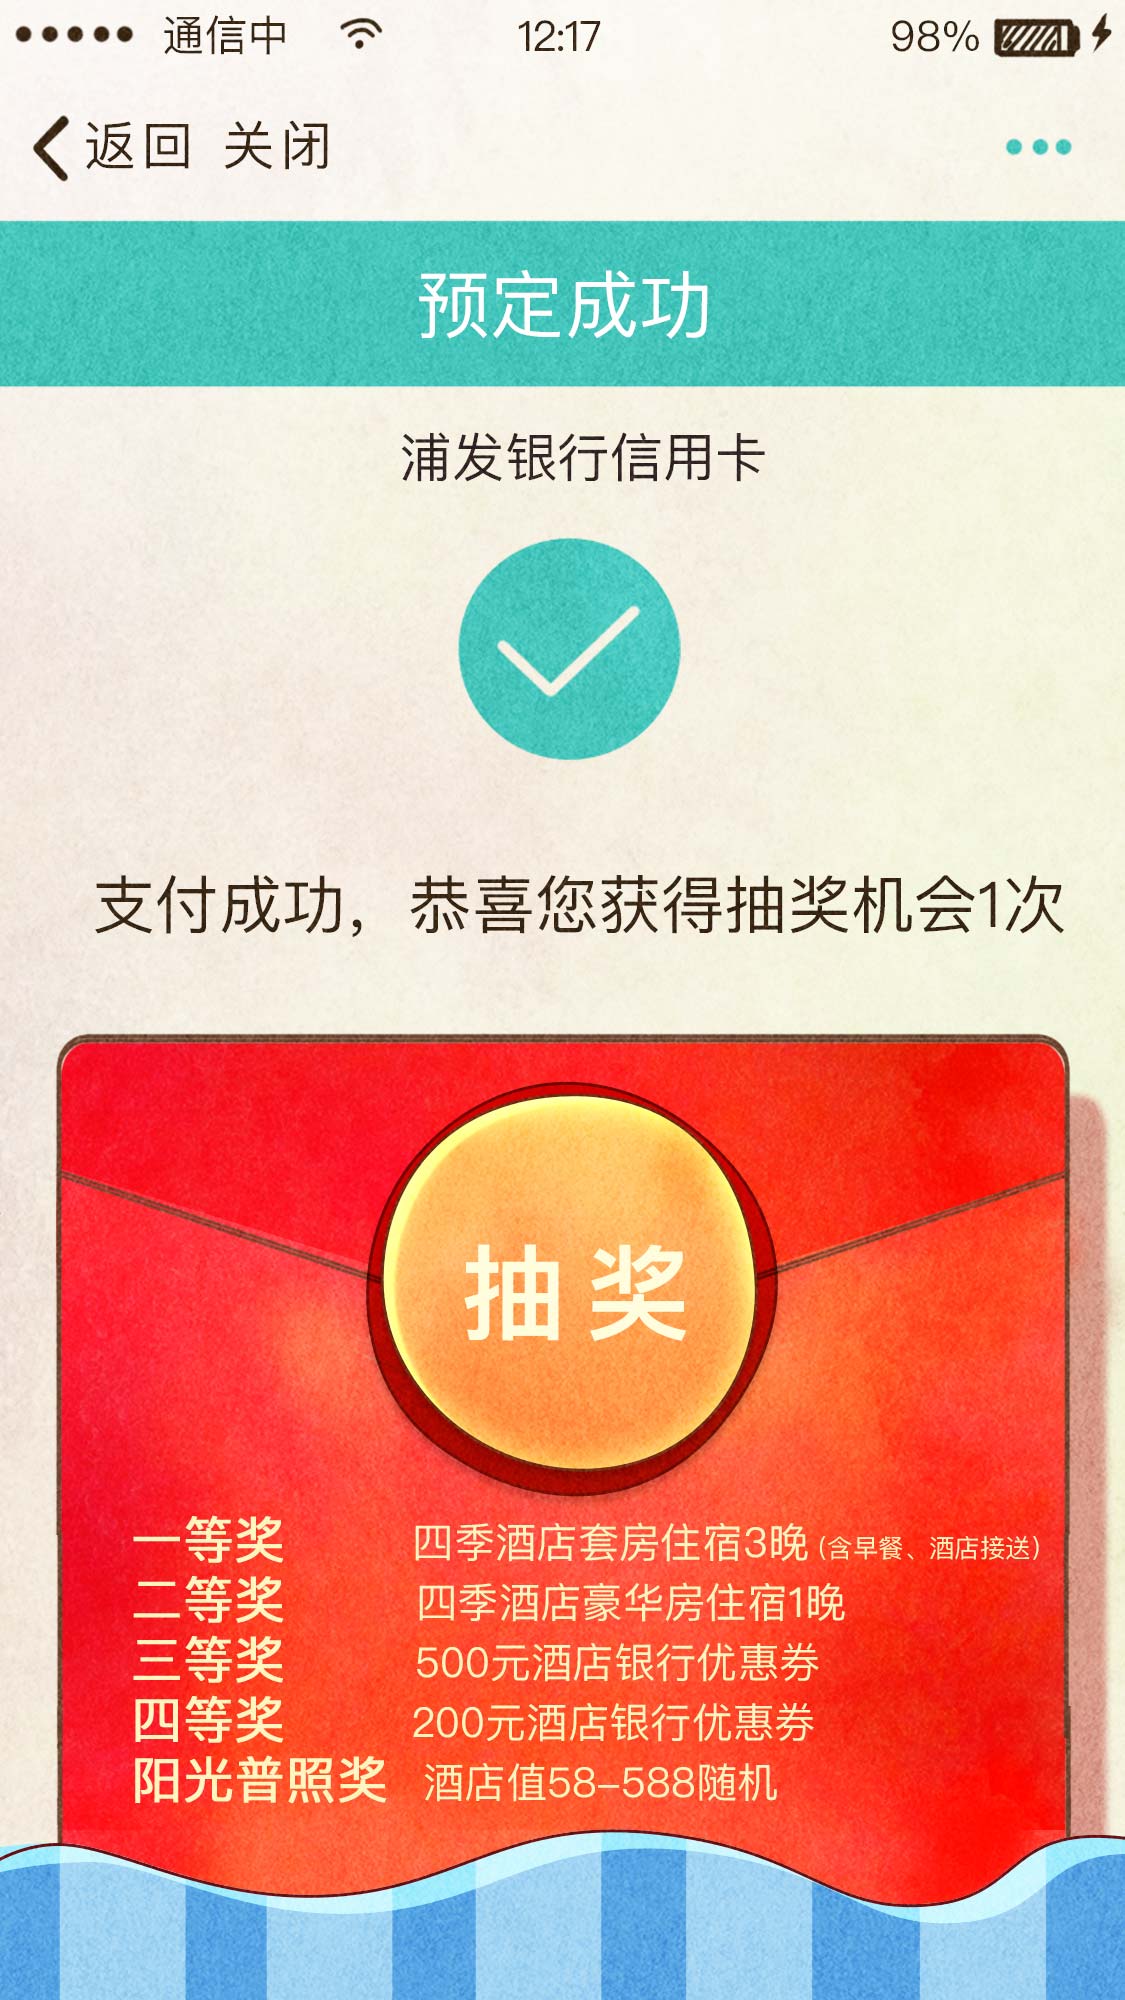 通信中 12:17 98%
返回 关闭
预定成功
浦发银行信用卡
支付成功，恭喜您获得抽奖机会1次
抽奖
一等奖 四季酒店套房住宿3晚（含早餐、酒店接送）
二等奖 四季酒店豪华房住宿1晚
三等奖 500元酒店银行优惠券
四等奖 200元酒店银行优惠券
阳光普照奖 酒店值58-588随机